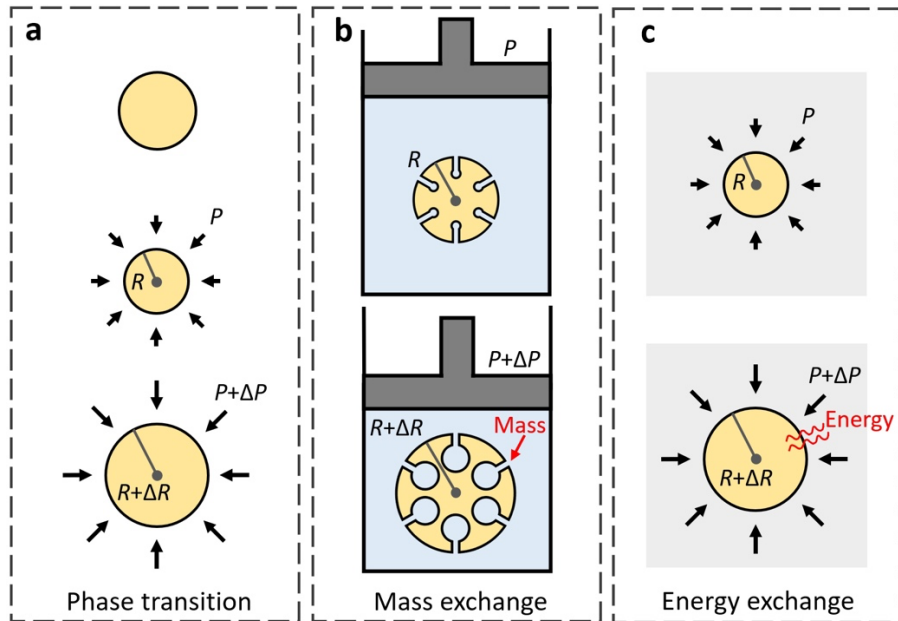 a
P
R
P+ΔP
R+ΔR
Phase transition
b
P
R
P+ΔP
R+ΔR
Mass
Mass exchange
c
P
R
P+ΔP
Energy
R+ΔR
Energy exchange